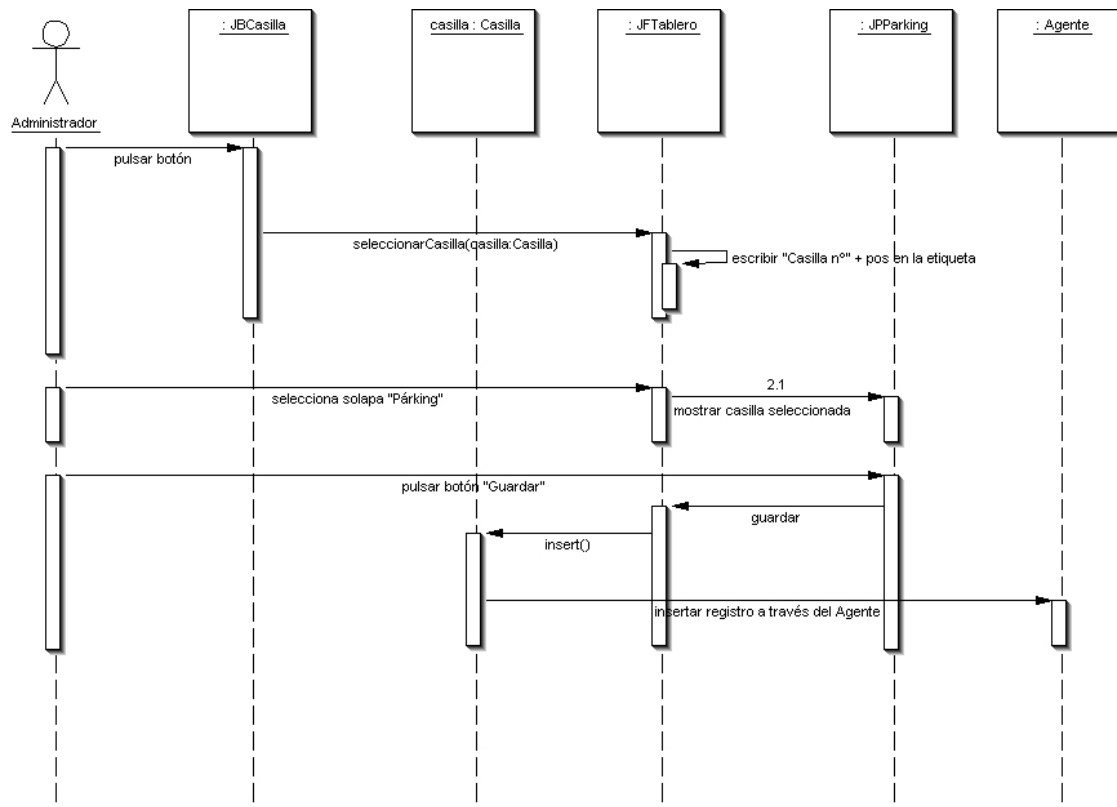 : JBCasilla
casilla : Casilla
: JFTablero
: JPParking
: Agente
Administrador
pulsar botón
seleccionarCasilla(qasilla:Casilla)
escribir "Casilla nº" + pos en la etiqueta
2.1
selecciona solapa "Párking"
mostrar casilla seleccionada
pulsar botón "Guardar"
guardar
insert()
insertar registro a través del Agente